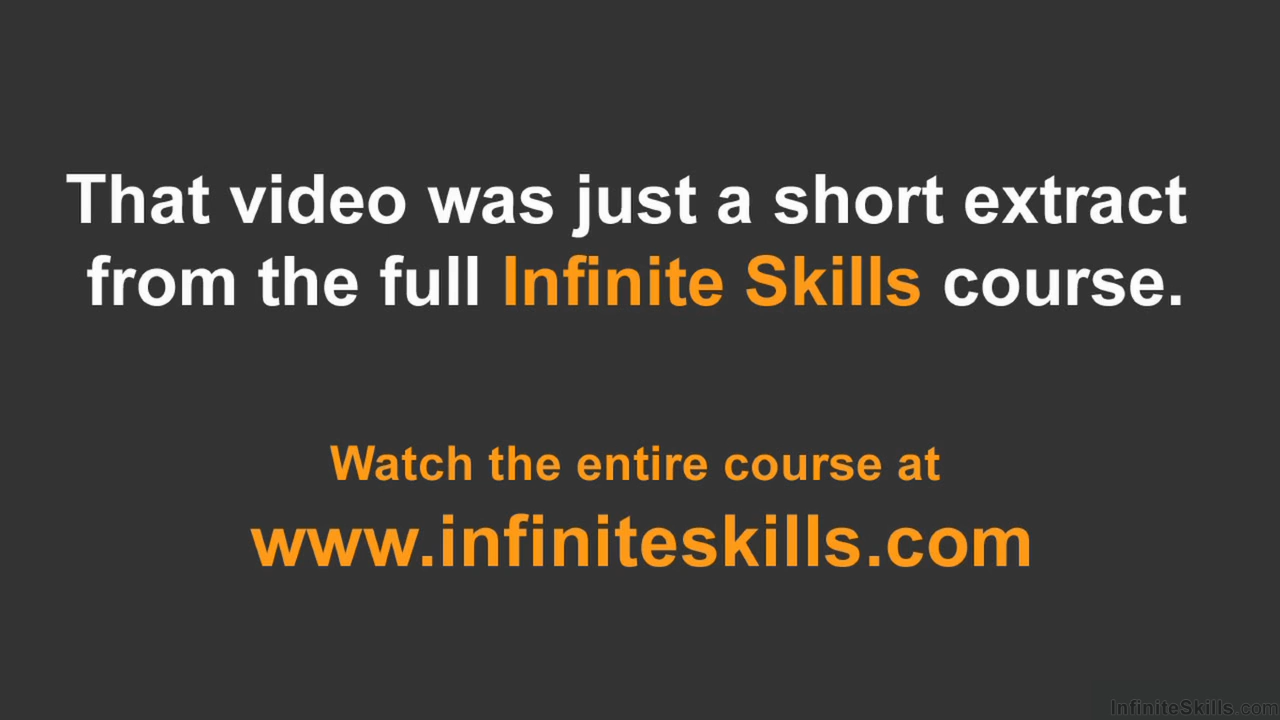 That video was just a short extract
from the full Infinite Skills course.
Watch the entire course at
www.infiniteskills.com
InfiniteSkills.com